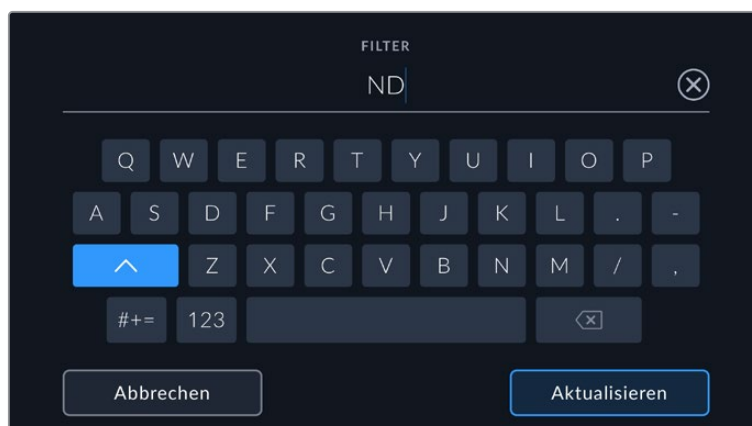 FILTER
ND
Q W E R T Y U I O P
A S D F G H J K L . -
Z X C V B N M / ,
#+= 123
Abbrechen Aktualisieren